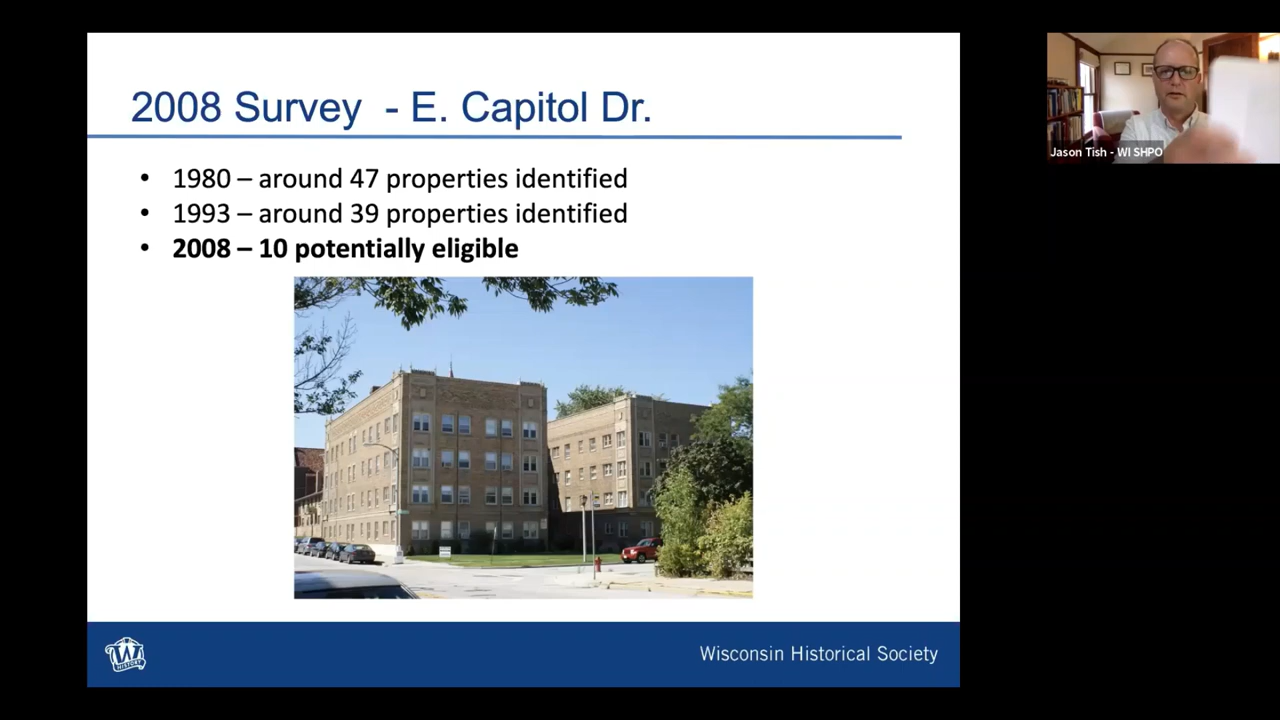 2008 Survey - E. Capitol Dr.
• 1980 – around 47 properties identified
• 1993 – around 39 properties identified
• 2008 – 10 potentially eligible
W
HISTORY
Wisconsin Historical Society
Jason Tish - WI SHPO